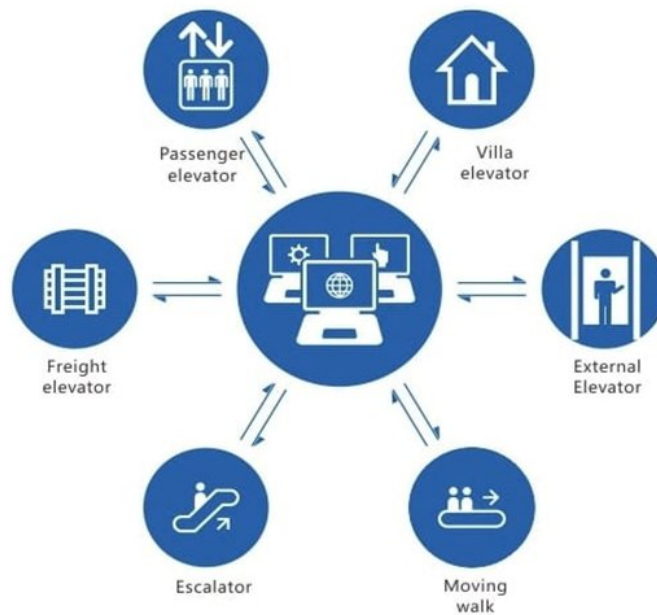 Passenger
elevator
Villa
elevator
Freight
elevator
External
Elevator
Escalator
Moving
walk